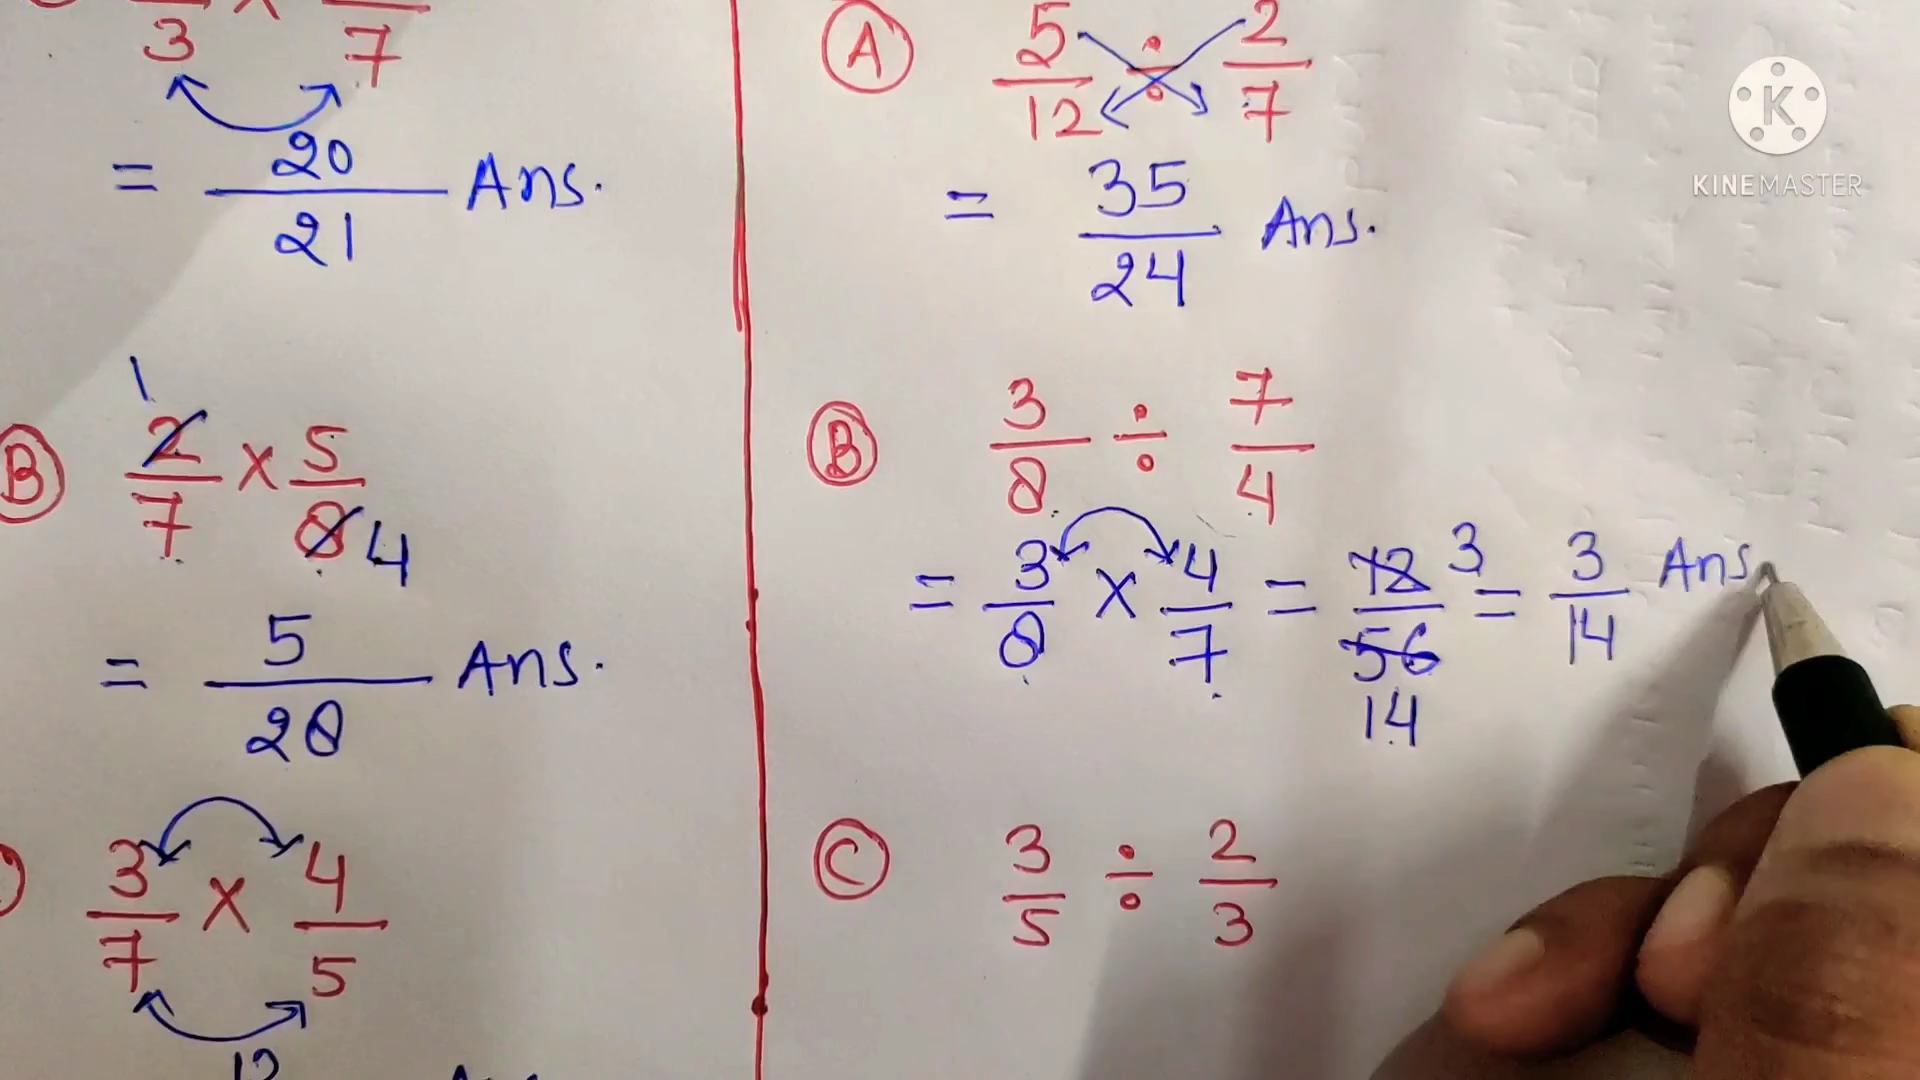 3 × 7
= 20/21 Ans.
B 2/7 × 5/8
1 4
= 5/28 Ans.
3/7 × 4/5
12
A 5/12 ÷ 2/7
= 35/24 Ans.
B 3/8 ÷ 7/4
= 3/8 × 4/7 = 12/56 = 3/14 Ans.
3
14
C 3/5 ÷ 2/3
K
KINEMASTER